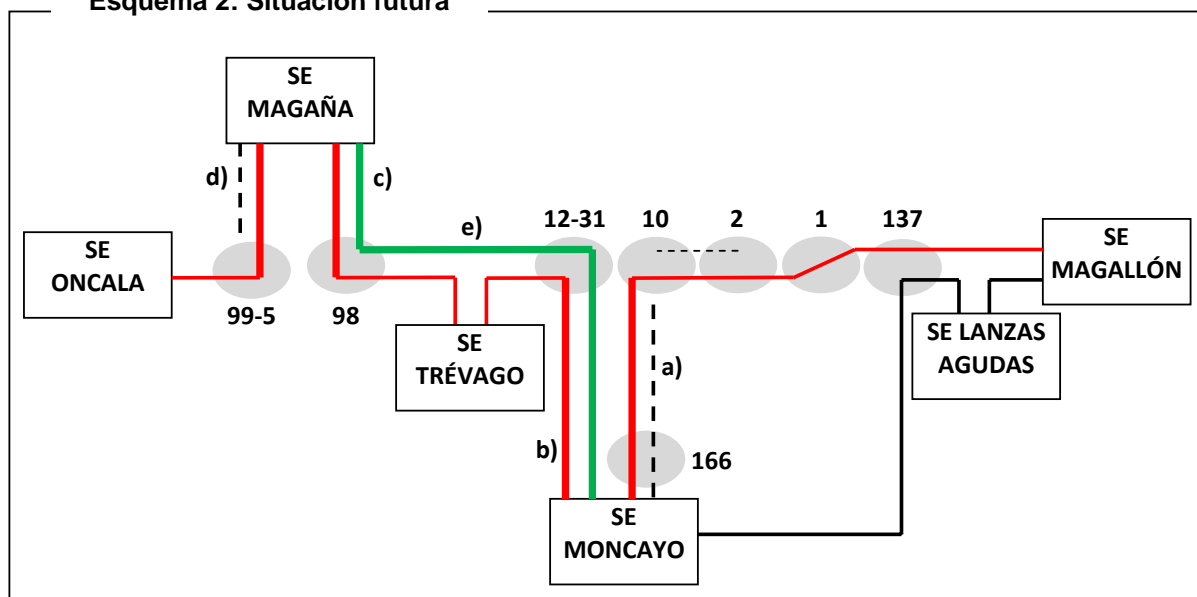 Esquema 2: Situación futura
SE
MAGAÑA
d)
c)
SE
ONCALA
99-5
98
e)
12-31
10
2
1
137
SE
MAGALLÓN
SE
TRÉVAGO
SE LANZAS
AGUDAS
a)
b)
166
SE
MONCAYO